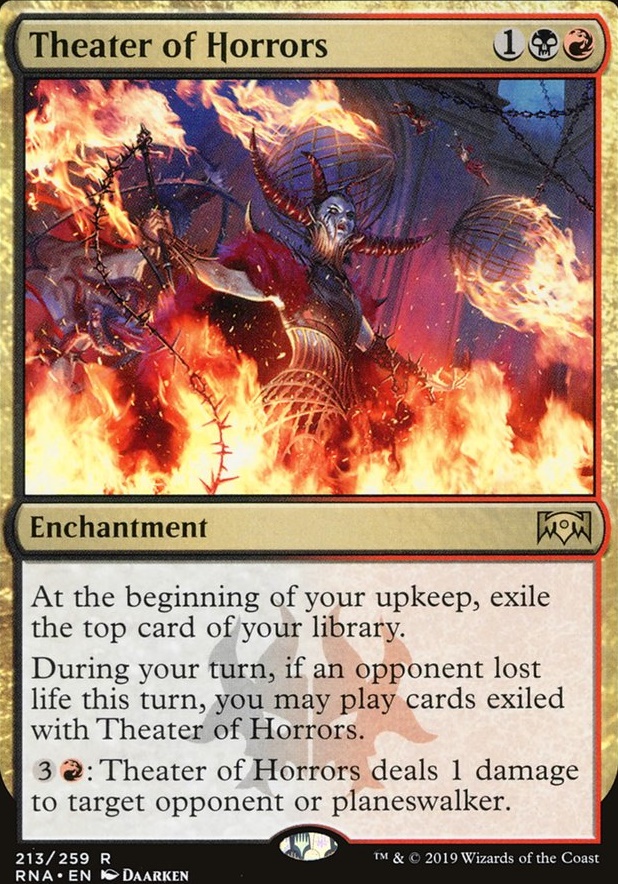 Theater of Horrors 1
Enchantment
At the beginning of your upkeep, exile
the top card of your library.
During your turn, if an opponent lost
life this turn, you may play cards exiled
with Theater of Horrors.
3 : Theater of Horrors deals 1 damage
to target opponent or planeswalker.
213/259 R
RNA • EN Daarken
™ & © 2019 Wizards of the Coast